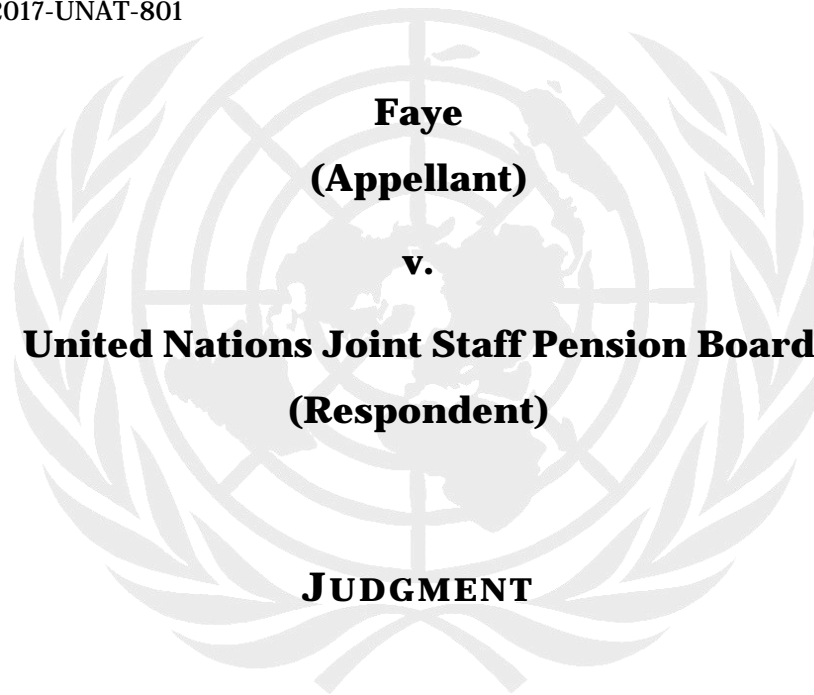 2017-UNAT-801
Faye
(Appellant)
v.
United Nations Joint Staff Pension Board
(Respondent)
JUDGMENT